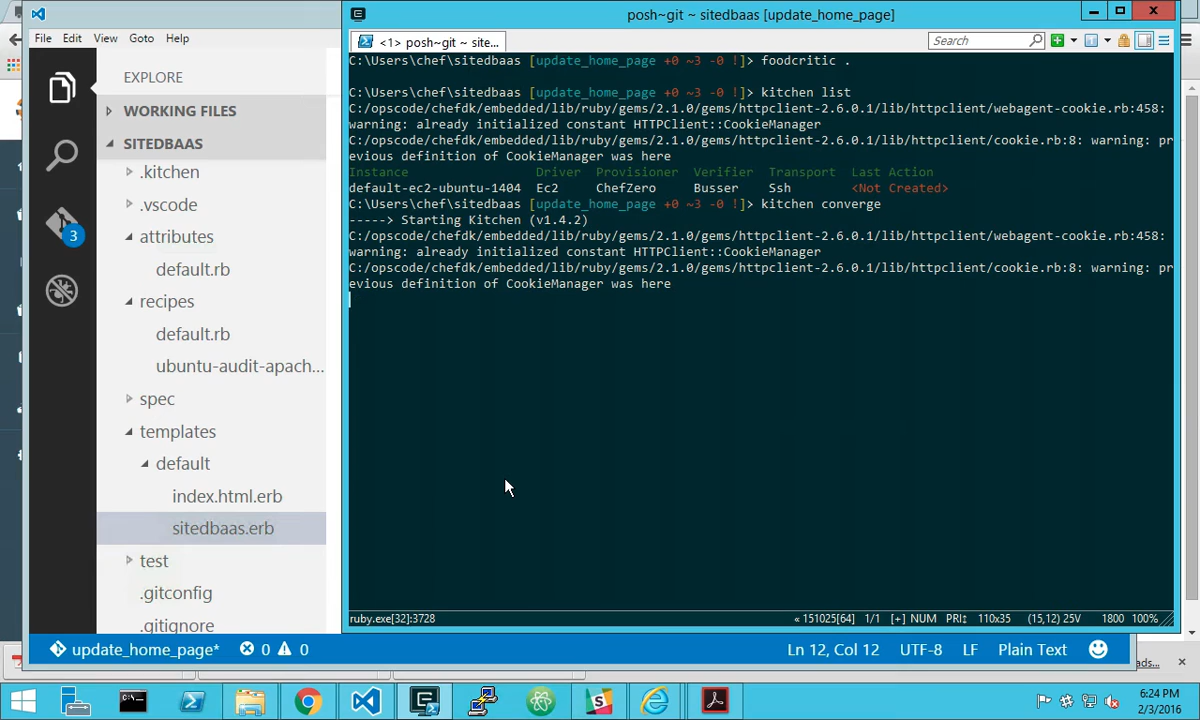 File Edit View Goto Help
EXPLORE
WORKING FILES
SITEDBAAS
.kitchen
.vscode
attributes
default.rb
recipes
default.rb
ubuntu-audit-apach...
spec
templates
default
index.html.erb
sitedbaas.erb
test
.gitconfig
.gitignore
3
update_home_page* 0 0
Ln 12, Col 12 UTF-8 LF Plain Text
posh~git ~ sitedbaas [update_home_page]
<1> posh~git ~ site...
Search
C:\Users\chef\sitedbaas [update_home_page +0 ~3 -0 !]> foodcritic .
C:\Users\chef\sitedbaas [update_home_page +0 ~3 -0 !]> kitchen list
C:/opscode/chefdk/embedded/lib/ruby/gems/2.1.0/gems/httpclient-2.6.0.1/lib/httpclient/webagent-cookie.rb:458:
warning: already initialized constant HTTPClient::CookieManager
C:/opscode/chefdk/embedded/lib/ruby/gems/2.1.0/gems/httpclient-2.6.0.1/lib/httpclient/cookie.rb:8: warning: pr
evious definition of CookieManager was here
Instance Driver Provisioner Verifier Transport Last Action
default-ec2-ubuntu-1404 Ec2 ChefZero Busser Ssh <Not Created>
C:\Users\chef\sitedbaas [update_home_page +0 ~3 -0 !]> kitchen converge
-----> Starting Kitchen (v1.4.2)
C:/opscode/chefdk/embedded/lib/ruby/gems/2.1.0/gems/httpclient-2.6.0.1/lib/httpclient/webagent-cookie.rb:458:
warning: already initialized constant HTTPClient::CookieManager
C:/opscode/chefdk/embedded/lib/ruby/gems/2.1.0/gems/httpclient-2.6.0.1/lib/httpclient/cookie.rb:8: warning: pr
evious definition of CookieManager was here
ruby.exe[32]:3728
« 151025[64] 1/1 [+] NUM PRI↕ 110x35 (15,12) 25V 1800 100%
ads...
6:24 PM
2/3/2016